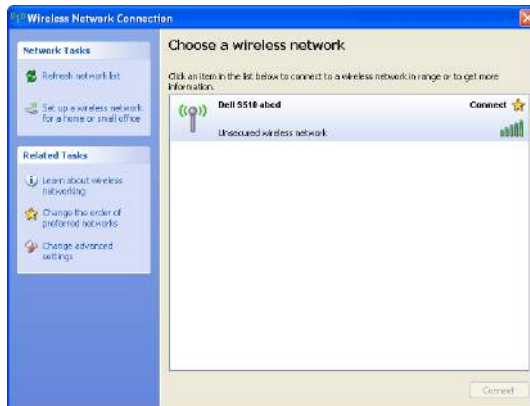 Wireless Network Connection
Network Tasks
Refresh network list
Set up a wireless network
for a home or small office
Related Tasks
Learn about wireless
networking
Change the order of
preferred networks
Change advanced
settings
Choose a wireless network
Click an item in the list below to connect to a wireless network in range or to get more
information.
Dell S510 abcd
Connect
Unsecured wireless network
Connect